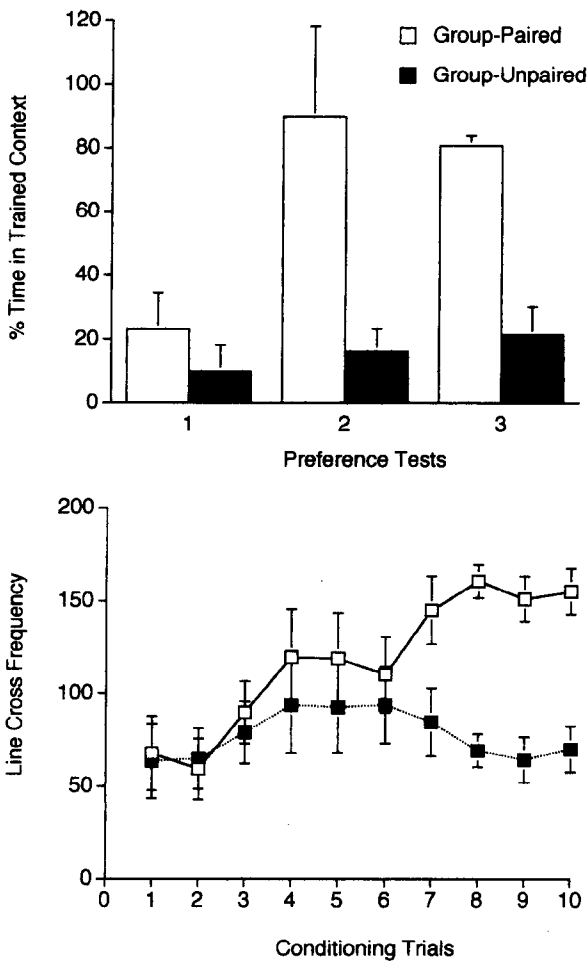 Group-Paired
Group-Unpaired
% Time in Trained Context
120
100
80
60
40
20
0
1 2 3
Preference Tests
Line Cross Frequency
200
150
100
50
0
0 1 2 3 4 5 6 7 8 9 10
Conditioning Trials